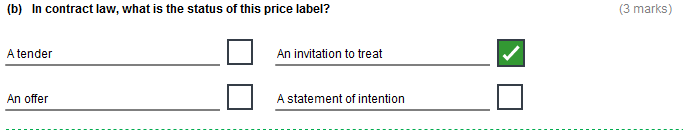 (b) In contract law, what is the status of this price label? (3 marks)
A tender An invitation to treat
An offer A statement of intention